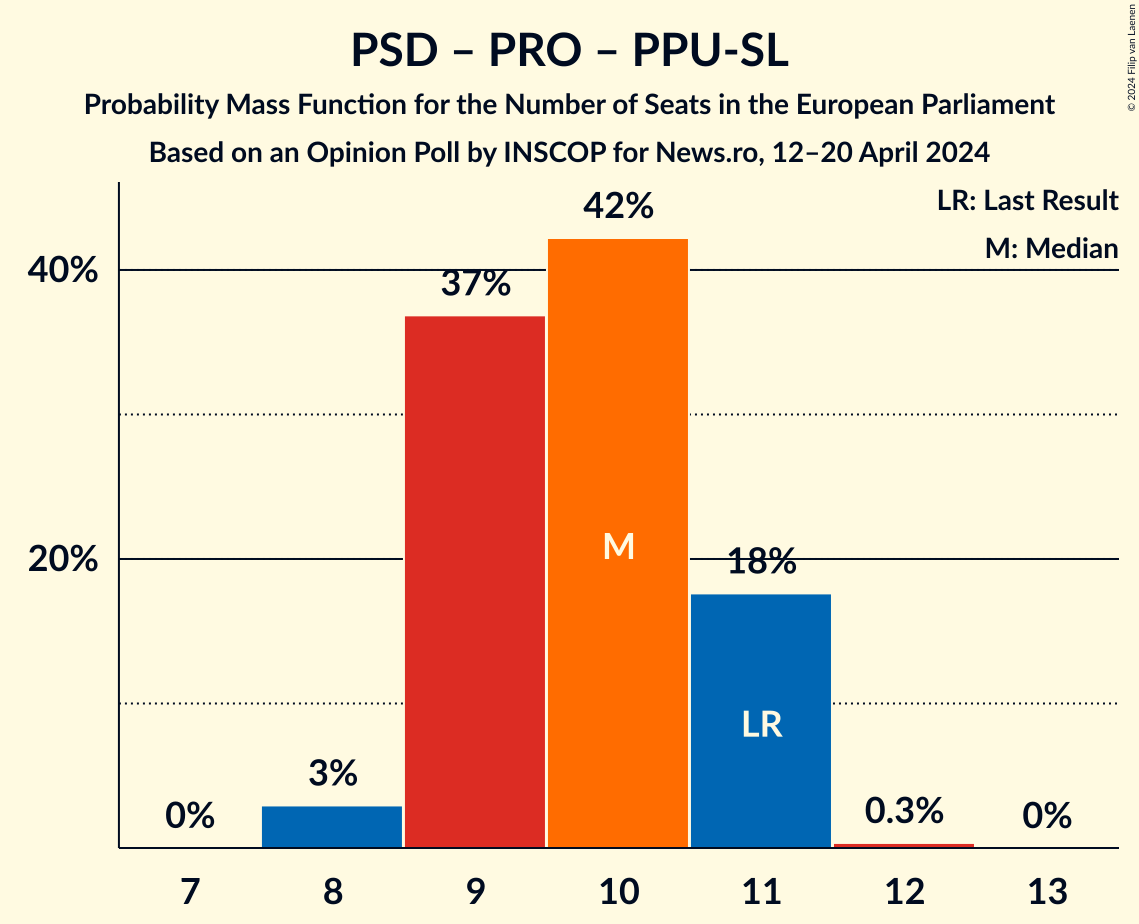 PSD – PRO – PPU-SL
Probability Mass Function for the Number of Seats in the European Parliament
Based on an Opinion Poll by INSCOP for News.ro, 12–20 April 2024
© 2024 Filip van Laenen
LR: Last Result
M: Median
42%
40%
37%
M
20%
18%
LR
3%
0%
0.3%
0%
7 8 9 10 11 12 13